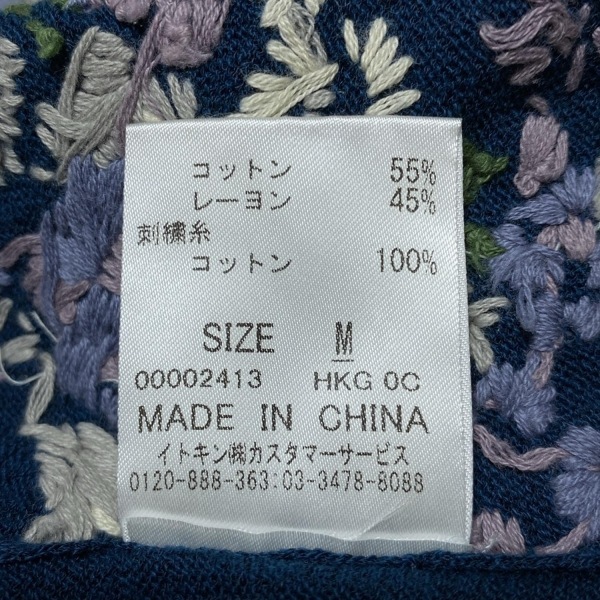 コットン 55%
レーヨン 45%
刺繍糸
コットン 100%
SIZE M
00002413 HKG 0C
MADE IN CHINA
イトキン㈱カスタマーサービス
0120-888-363:03-3478-8088